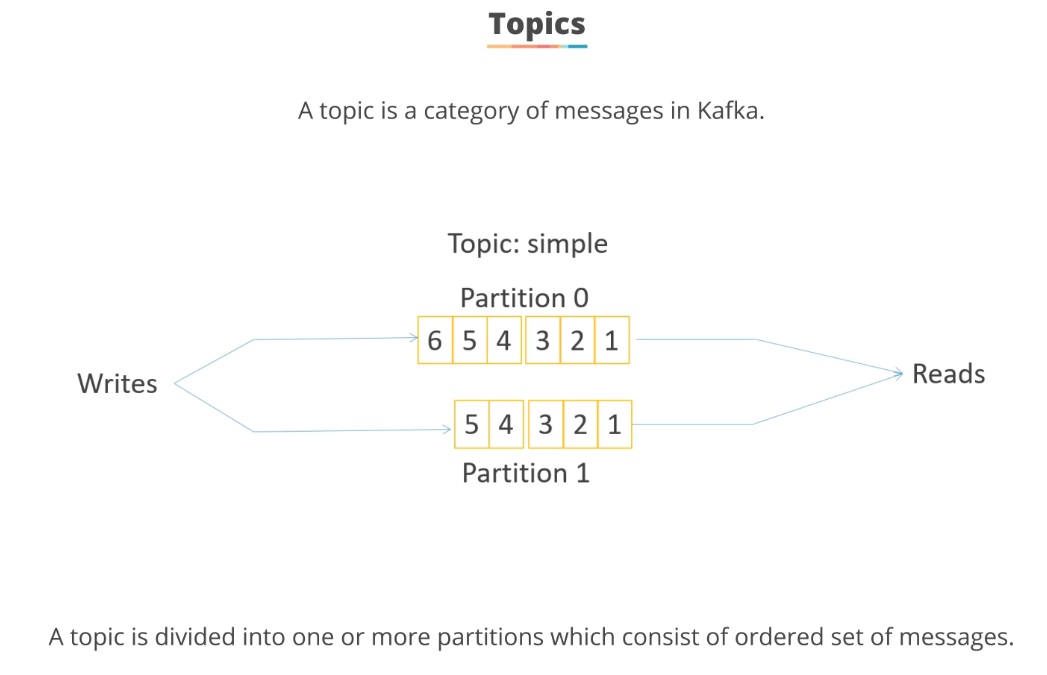 Topics
A topic is a category of messages in Kafka.
Topic: simple
Partition 0
6 5 4 3 2 1
Writes
Reads
5 4 3 2 1
Partition 1
A topic is divided into one or more partitions which consist of ordered set of messages.